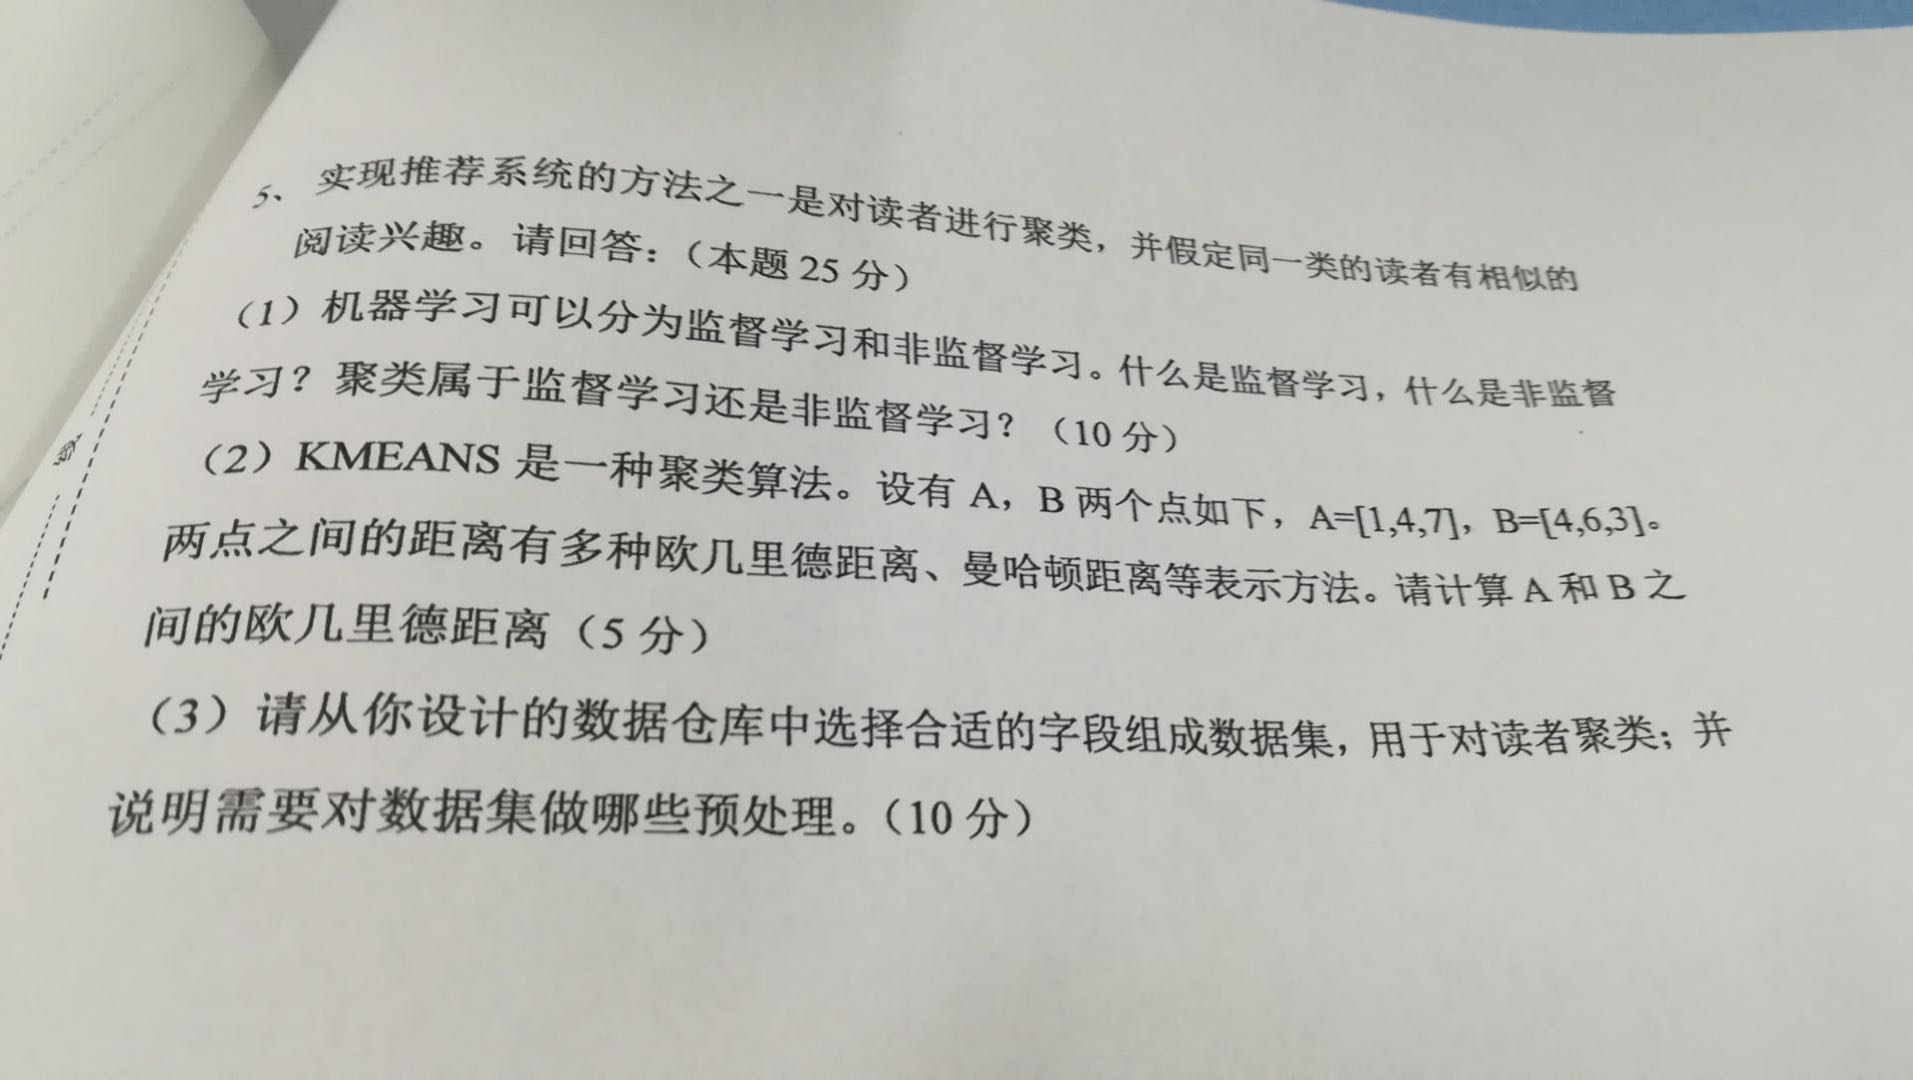 5、实现推荐系统的方法之一是对读者进行聚类，并假定同一类的读者有相似的
阅读兴趣。请回答：（本题 25 分）
（1）机器学习可以分为监督学习和非监督学习。什么是监督学习，什么是非监督
学习？聚类属于监督学习还是非监督学习？（10 分）
（2）KMEANS 是一种聚类算法。设有 A，B 两个点如下，A=[1,4,7]，B=[4,6,3]。
两点之间的距离有多种欧几里德距离、曼哈顿距离等表示方法。请计算 A 和 B 之
间的欧几里德距离（5 分）
（3）请从你设计的数据仓库中选择合适的字段组成数据集，用于对读者聚类；并
说明需要对数据集做哪些预处理。（10 分）